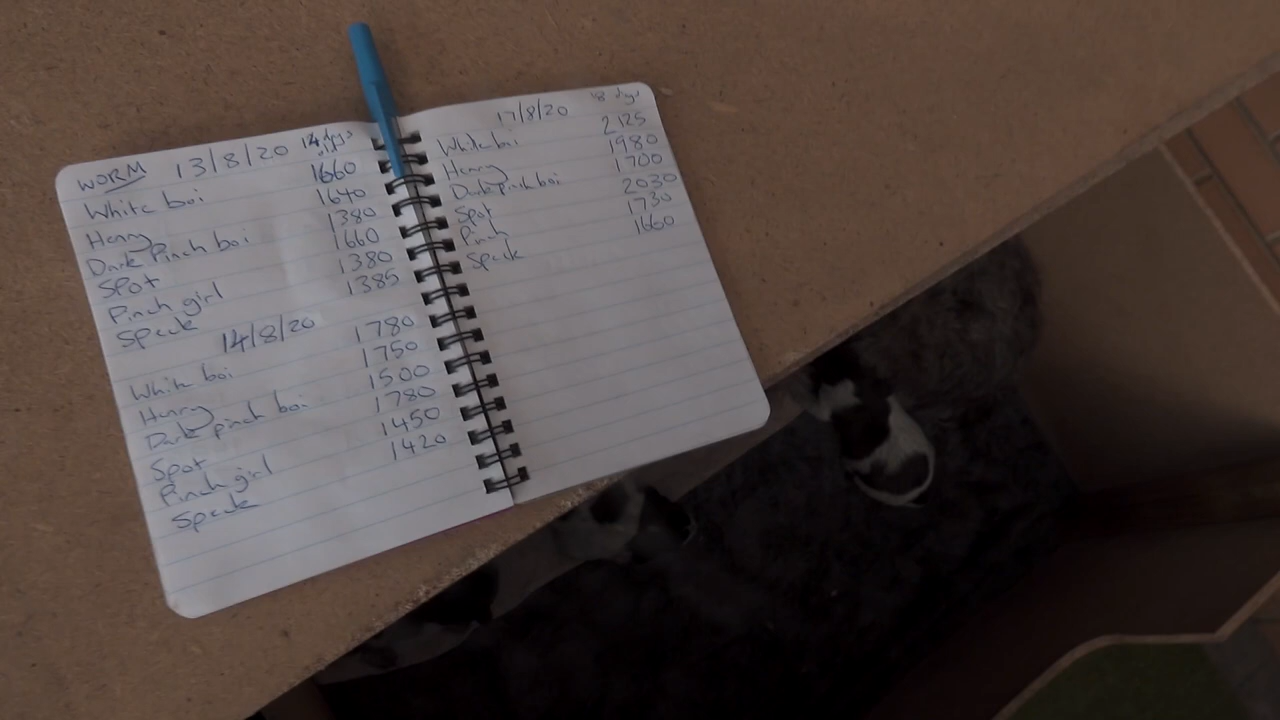 WORM 13/8/20 14 days old
White boi 1660
Henry 1640
Dark Pinch boi 1380
Spot 1660
Pinch girl 1380
Speck 1385
14/8/20
White boi 1780
Henry 1750
Dark pinch boi 1500
Spot 1780
Pinch girl 1450
Speck 1420
17/8/20 18 days
White boi 2125
Henry 1980
Dark pink boi 1700
Spot 2030
Pinch 1730
Speck 1660